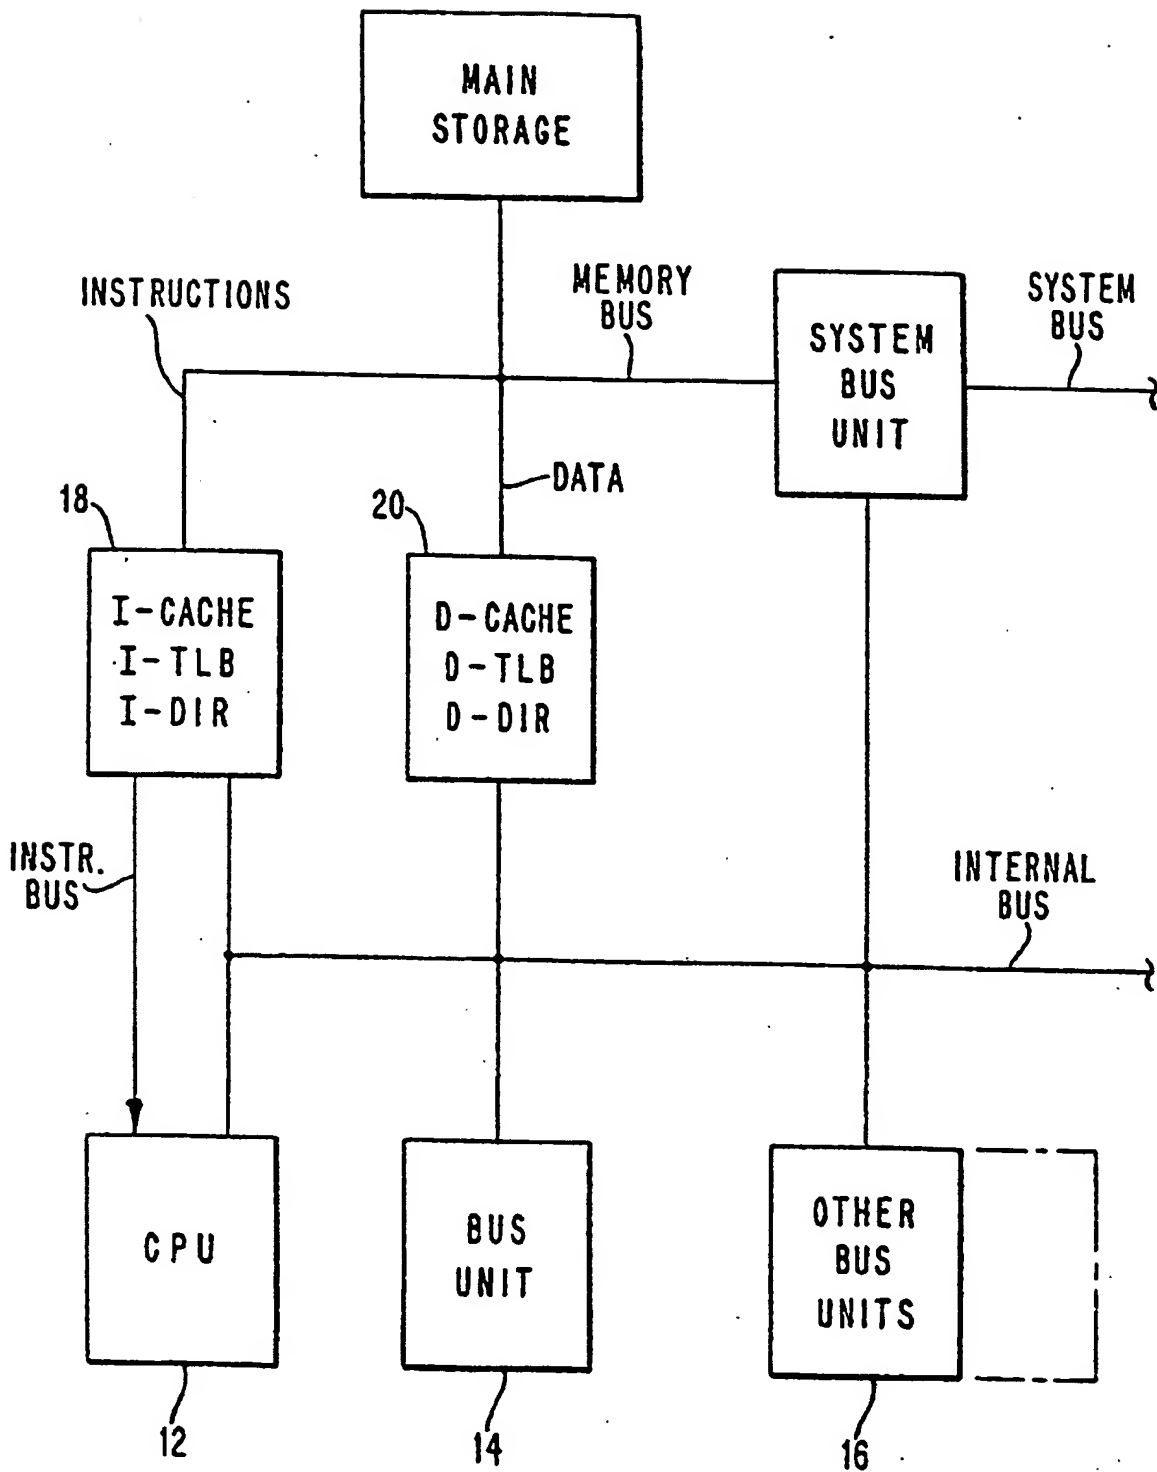 MAIN
STORAGE
INSTRUCTIONS
MEMORY
BUS
SYSTEM
BUS
UNIT
SYSTEM
BUS
DATA
18
20
I-CACHE
I-TLB
I-DIR
D-CACHE
D-TLB
D-DIR
INSTR.
BUS
INTERNAL
BUS
CPU
BUS
UNIT
OTHER
BUS
UNITS
12
14
16